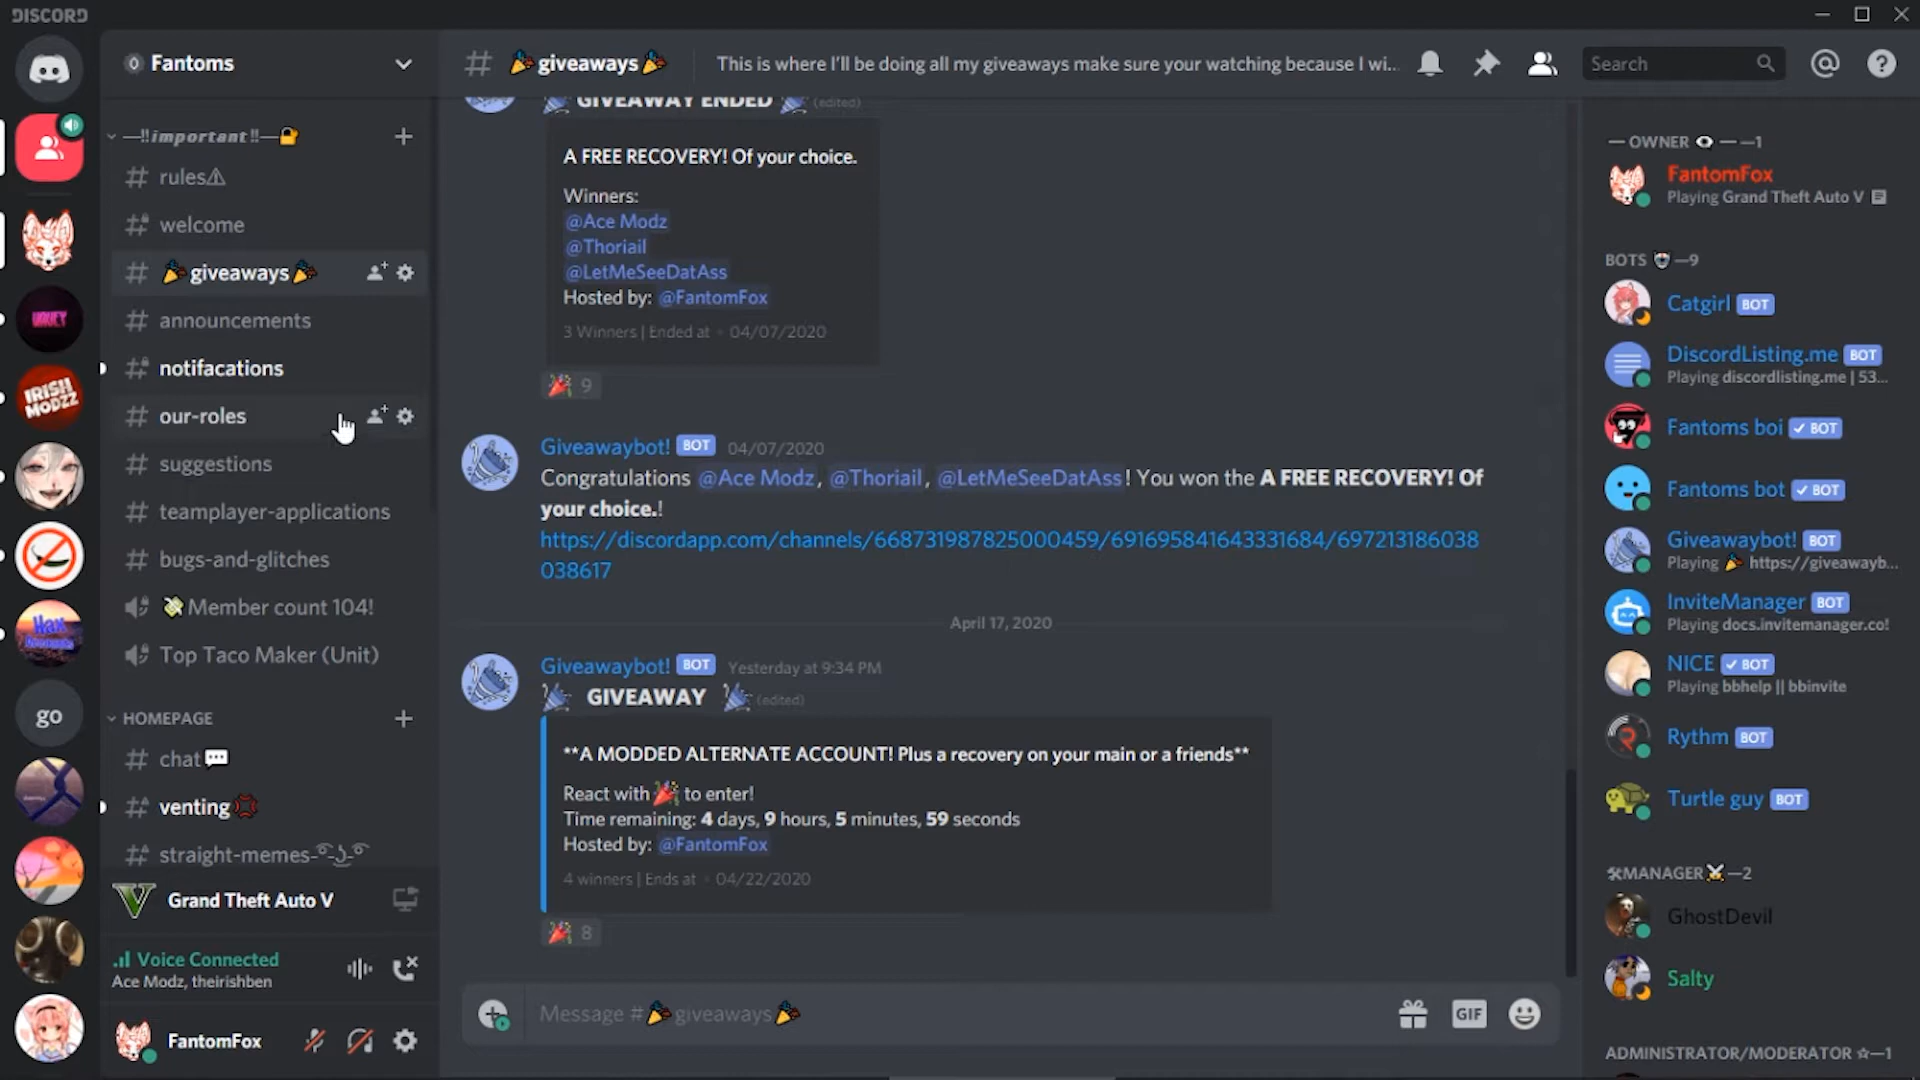 DISCORD
Fantoms
giveaways
This is where I'll be doing all my giveaways make sure your watching because I wi...
Search
—!!important!!—
rules
welcome
giveaways
announcements
notifacations
our-roles
suggestions
teamplayer-applications
bugs-and-glitches
Member count 104!
Top Taco Maker (Unit)
HOMEPAGE
chat
venting
straight-memes-
Grand Theft Auto V
Voice Connected
Ace Modz, theirishben
FantomFox
IRISH
MODZZ
Hax
go
GIVEAWAY ENDED (edited)
A FREE RECOVERY! Of your choice.
Winners:
@Ace Modz
@Thoriail
@LetMeSeeDatAss
Hosted by: @FantomFox
3 Winners | Ended at • 04/07/2020
9
Giveawaybot! BOT 04/07/2020
Congratulations @Ace Modz, @Thoriail, @LetMeSeeDatAss! You won the A FREE RECOVERY! Of
your choice.!
https://discordapp.com/channels/668731987825000459/691695841643331684/697213186038
038617
April 17, 2020
Giveawaybot! BOT Yesterday at 9:34 PM
GIVEAWAY (edited)
**A MODDED ALTERNATE ACCOUNT! Plus a recovery on your main or a friends**
React with to enter!
Time remaining: 4 days, 9 hours, 5 minutes, 59 seconds
Hosted by: @FantomFox
4 winners | Ends at • 04/22/2020
8
Message # giveaways
GIF
— OWNER — —1
FantomFox
Playing Grand Theft Auto V
BOTS —9
Catgirl BOT
DiscordListing.me BOT
Playing discordlisting.me | 53...
Fantoms boi ✓ BOT
Fantoms bot ✓ BOT
Giveawaybot! BOT
Playing https://giveawayb...
InviteManager BOT
Playing docs.invitemanager.co!
NICE ✓ BOT
Playing bbhelp || bbinvite
Rythm BOT
Turtle guy BOT
MANAGER —2
GhostDevil
Salty
ADMINISTRATOR/MODERATOR ☆—1